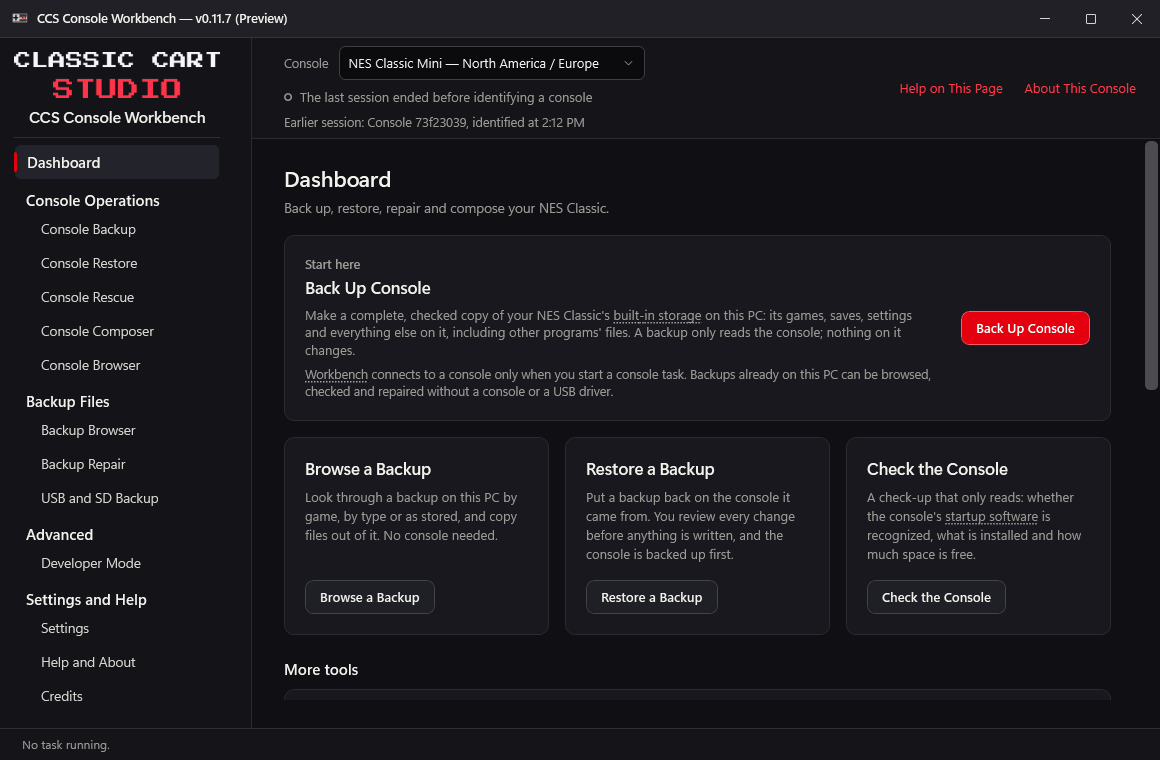 CCS Console Workbench — v0.11.7 (Preview)
CLASSIC CART
STUDIO
CCS Console Workbench
Dashboard
Console Operations
Console Backup
Console Restore
Console Rescue
Console Composer
Console Browser
Backup Files
Backup Browser
Backup Repair
USB and SD Backup
Advanced
Developer Mode
Settings and Help
Settings
Help and About
Credits
Console
NES Classic Mini — North America / Europe
The last session ended before identifying a console
Earlier session: Console 73f23039, identified at 2:12 PM
Help on This Page
About This Console
Dashboard
Back up, restore, repair and compose your NES Classic.
Start here
Back Up Console
Make a complete, checked copy of your NES Classic's built-in storage on this PC: its games, saves, settings
and everything else on it, including other programs' files. A backup only reads the console; nothing on it
changes.
Workbench connects to a console only when you start a console task. Backups already on this PC can be browsed,
checked and repaired without a console or a USB driver.
Back Up Console
Browse a Backup
Look through a backup on this PC by
game, by type or as stored, and copy
files out of it. No console needed.
Browse a Backup
Restore a Backup
Put a backup back on the console it
came from. You review every change
before anything is written, and the
console is backed up first.
Restore a Backup
Check the Console
A check-up that only reads: whether
the console's startup software is
recognized, what is installed and how
much space is free.
Check the Console
More tools
No task running.